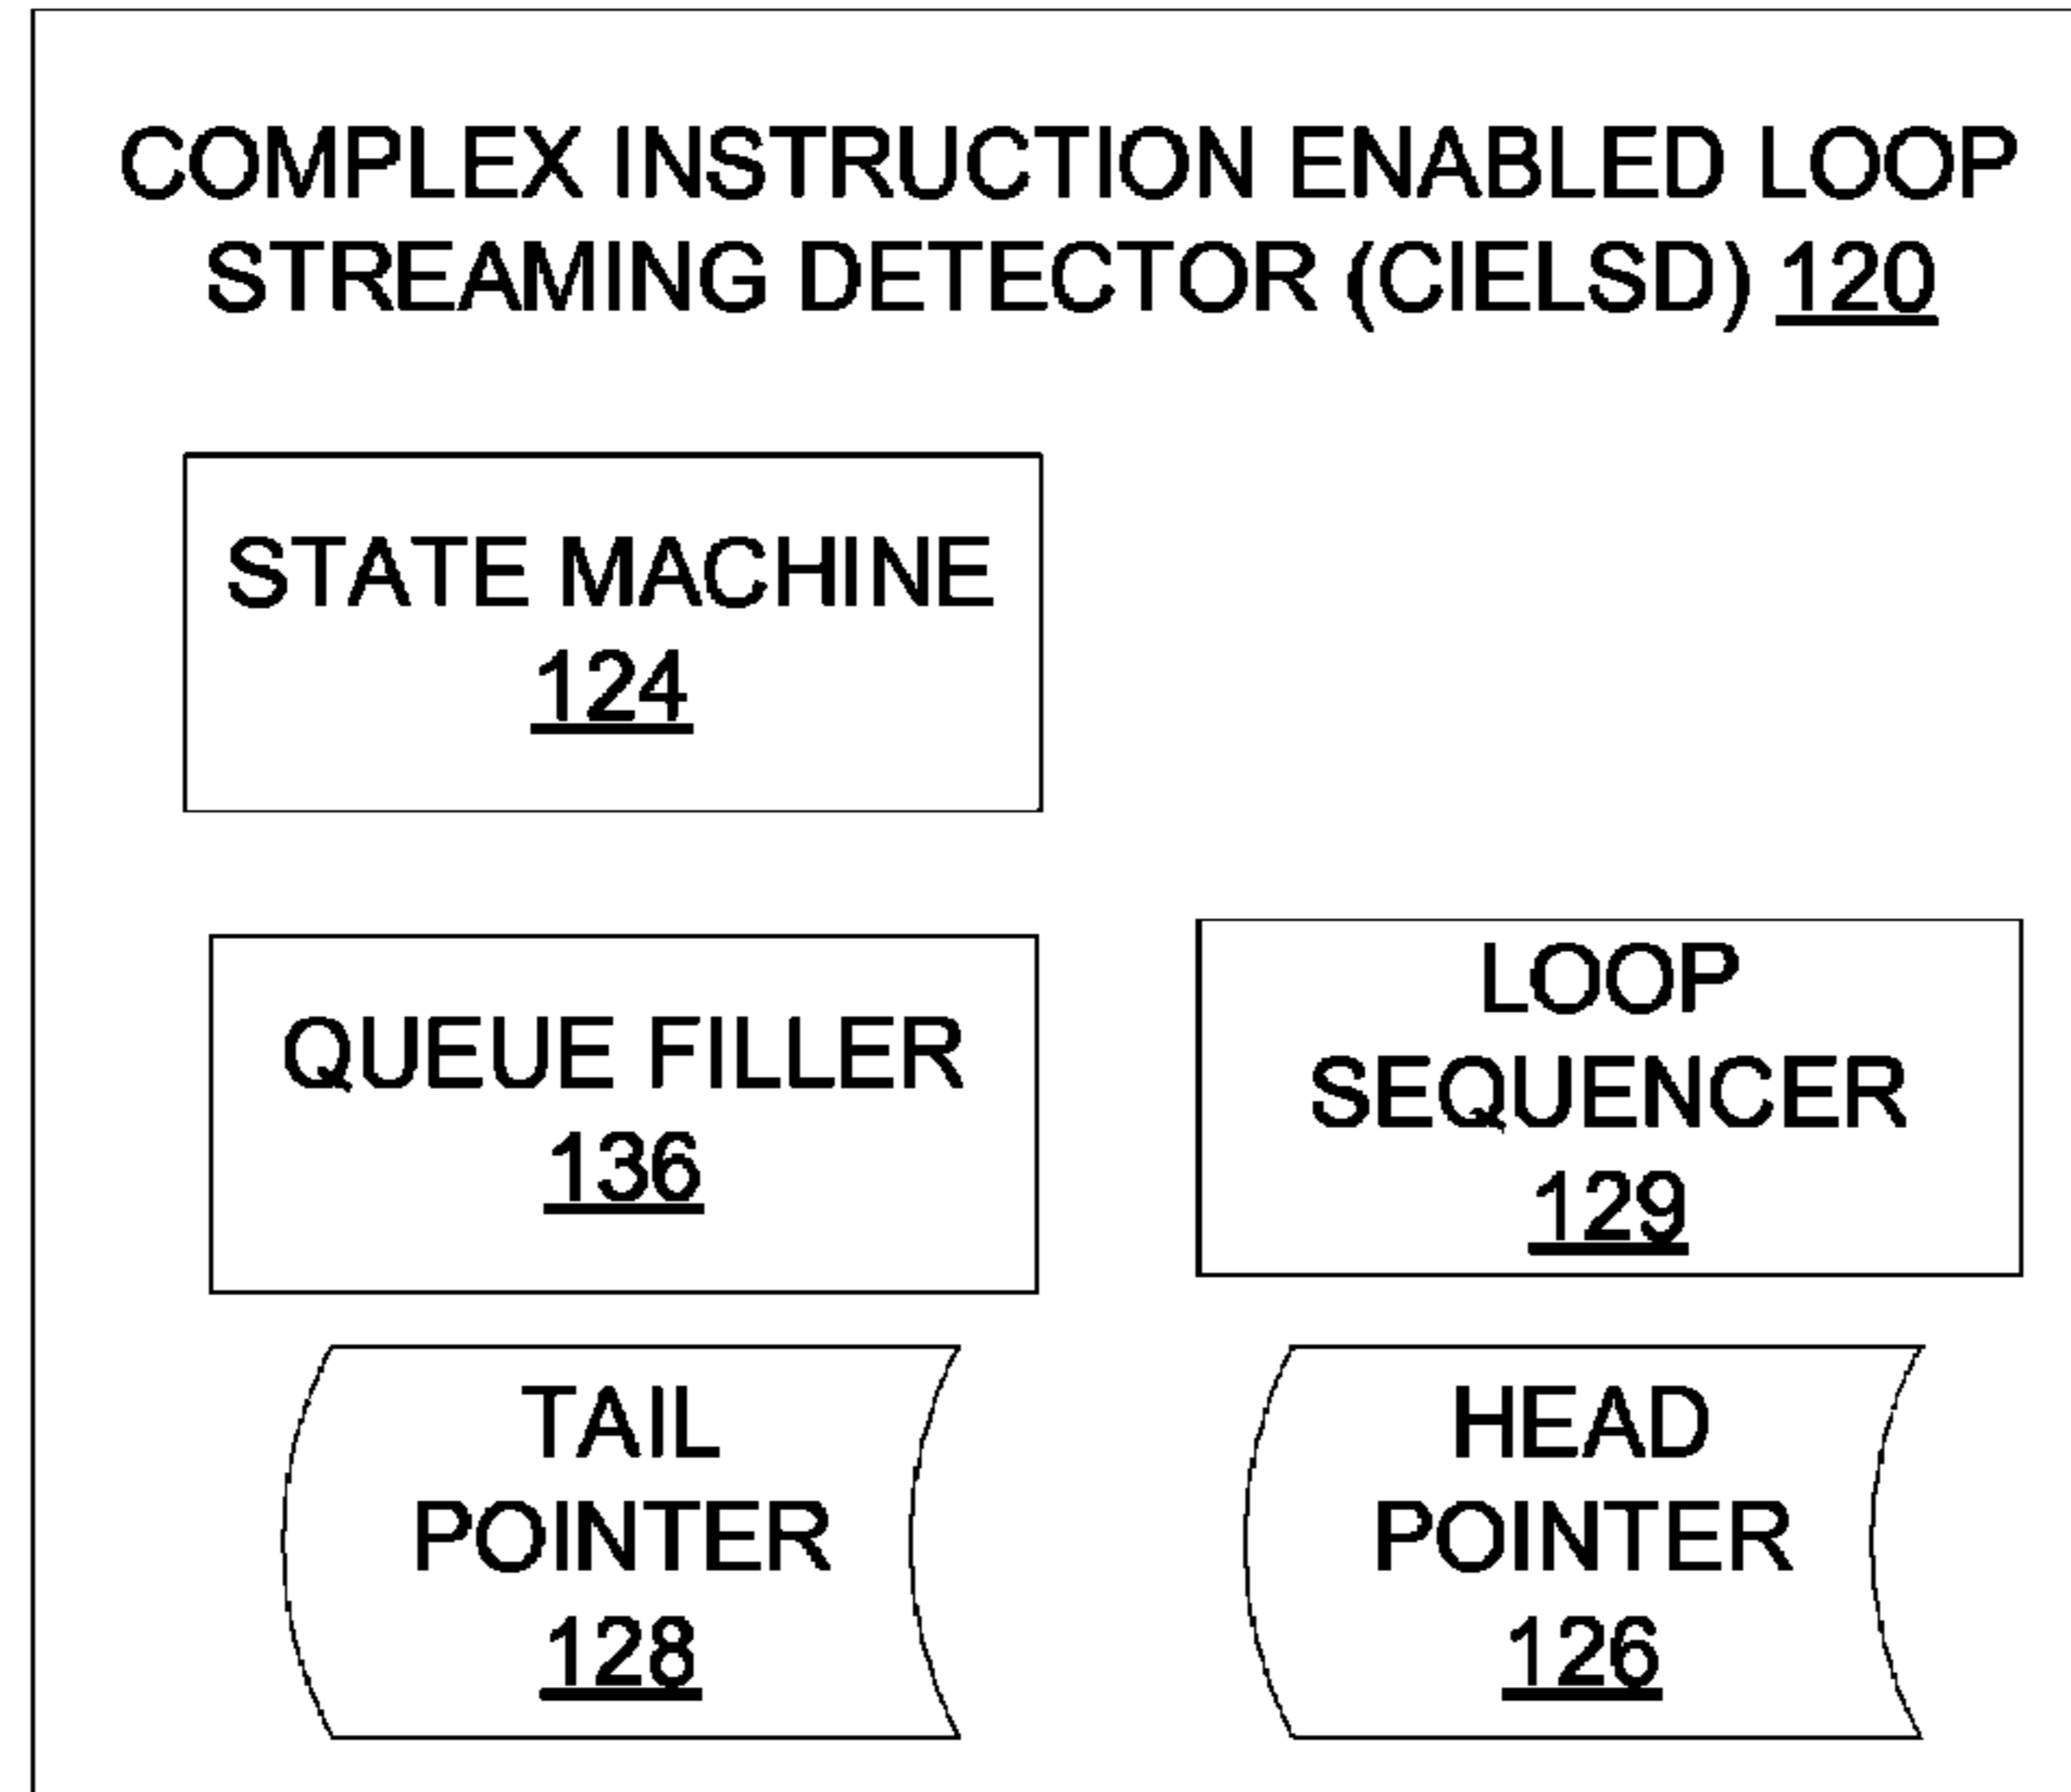 COMPLEX INSTRUCTION ENABLED LOOP
STREAMING DETECTOR (CIELSD) 120
STATE MACHINE
124
QUEUE FILLER
136
LOOP
SEQUENCER
129
TAIL
POINTER
128
HEAD
POINTER
126